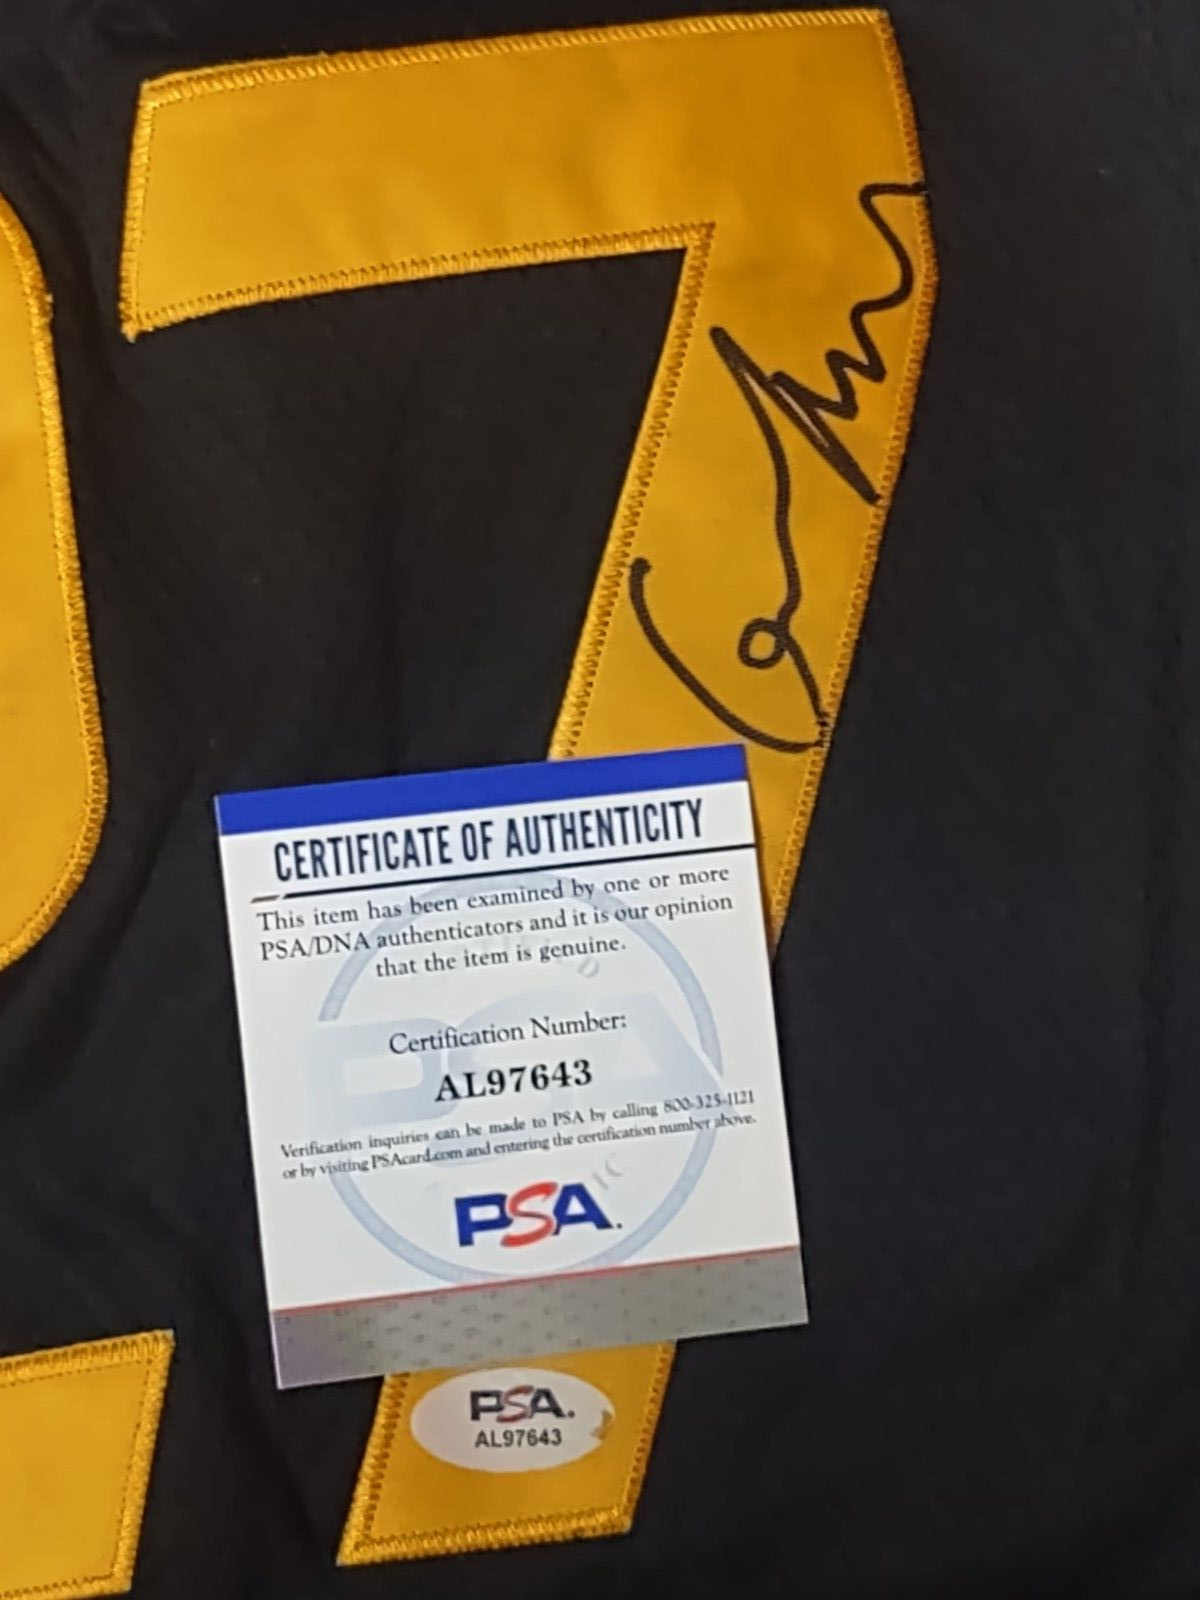 7
CERTIFICATE OF AUTHENTICITY
This item has been examined by one or more
PSA/DNA authenticators and it is our opinion
that the item is genuine.
Certification Number:
AL97643
Verification inquiries can be made to PSA by calling 800-325-1121
or by visiting PSAcard.com and entering the certification number above.
PSA.
PSA.
AL97643